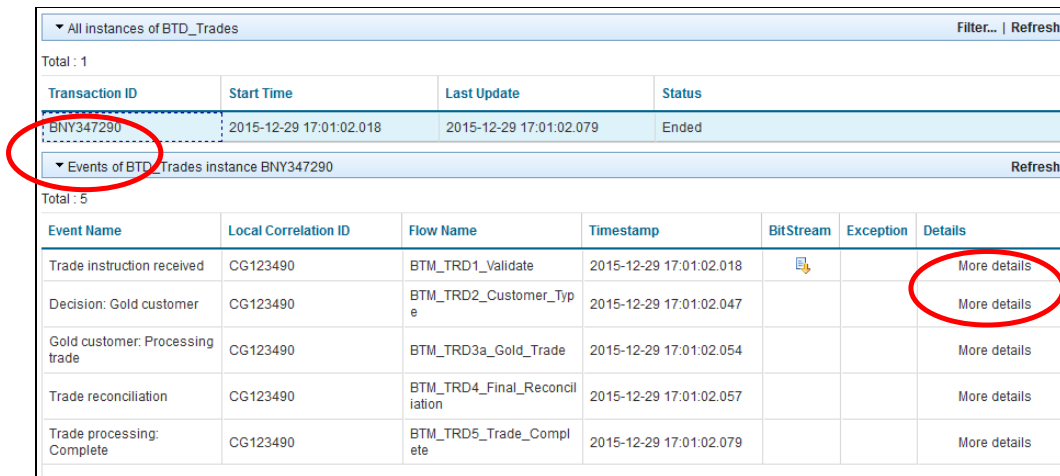 All instances of BTD_Trades Filter... | Refresh
Total : 1
Transaction ID Start Time Last Update Status
BNY347290 2015-12-29 17:01:02.018 2015-12-29 17:01:02.079 Ended
Events of BTD_Trades instance BNY347290 Refresh
Total : 5
Event Name Local Correlation ID Flow Name Timestamp BitStream Exception Details
Trade instruction received CG123490 BTM_TRD1_Validate 2015-12-29 17:01:02.018 More details
Decision: Gold customer CG123490 BTM_TRD2_Customer_Typ 2015-12-29 17:01:02.047 More details
e
Gold customer: Processing CG123490 BTM_TRD3a_Gold_Trade 2015-12-29 17:01:02.054 More details
trade
Trade reconciliation CG123490 BTM_TRD4_Final_Reconcil 2015-12-29 17:01:02.057 More details
iation
Trade processing: CG123490 BTM_TRD5_Trade_Compl 2015-12-29 17:01:02.079 More details
Complete ete